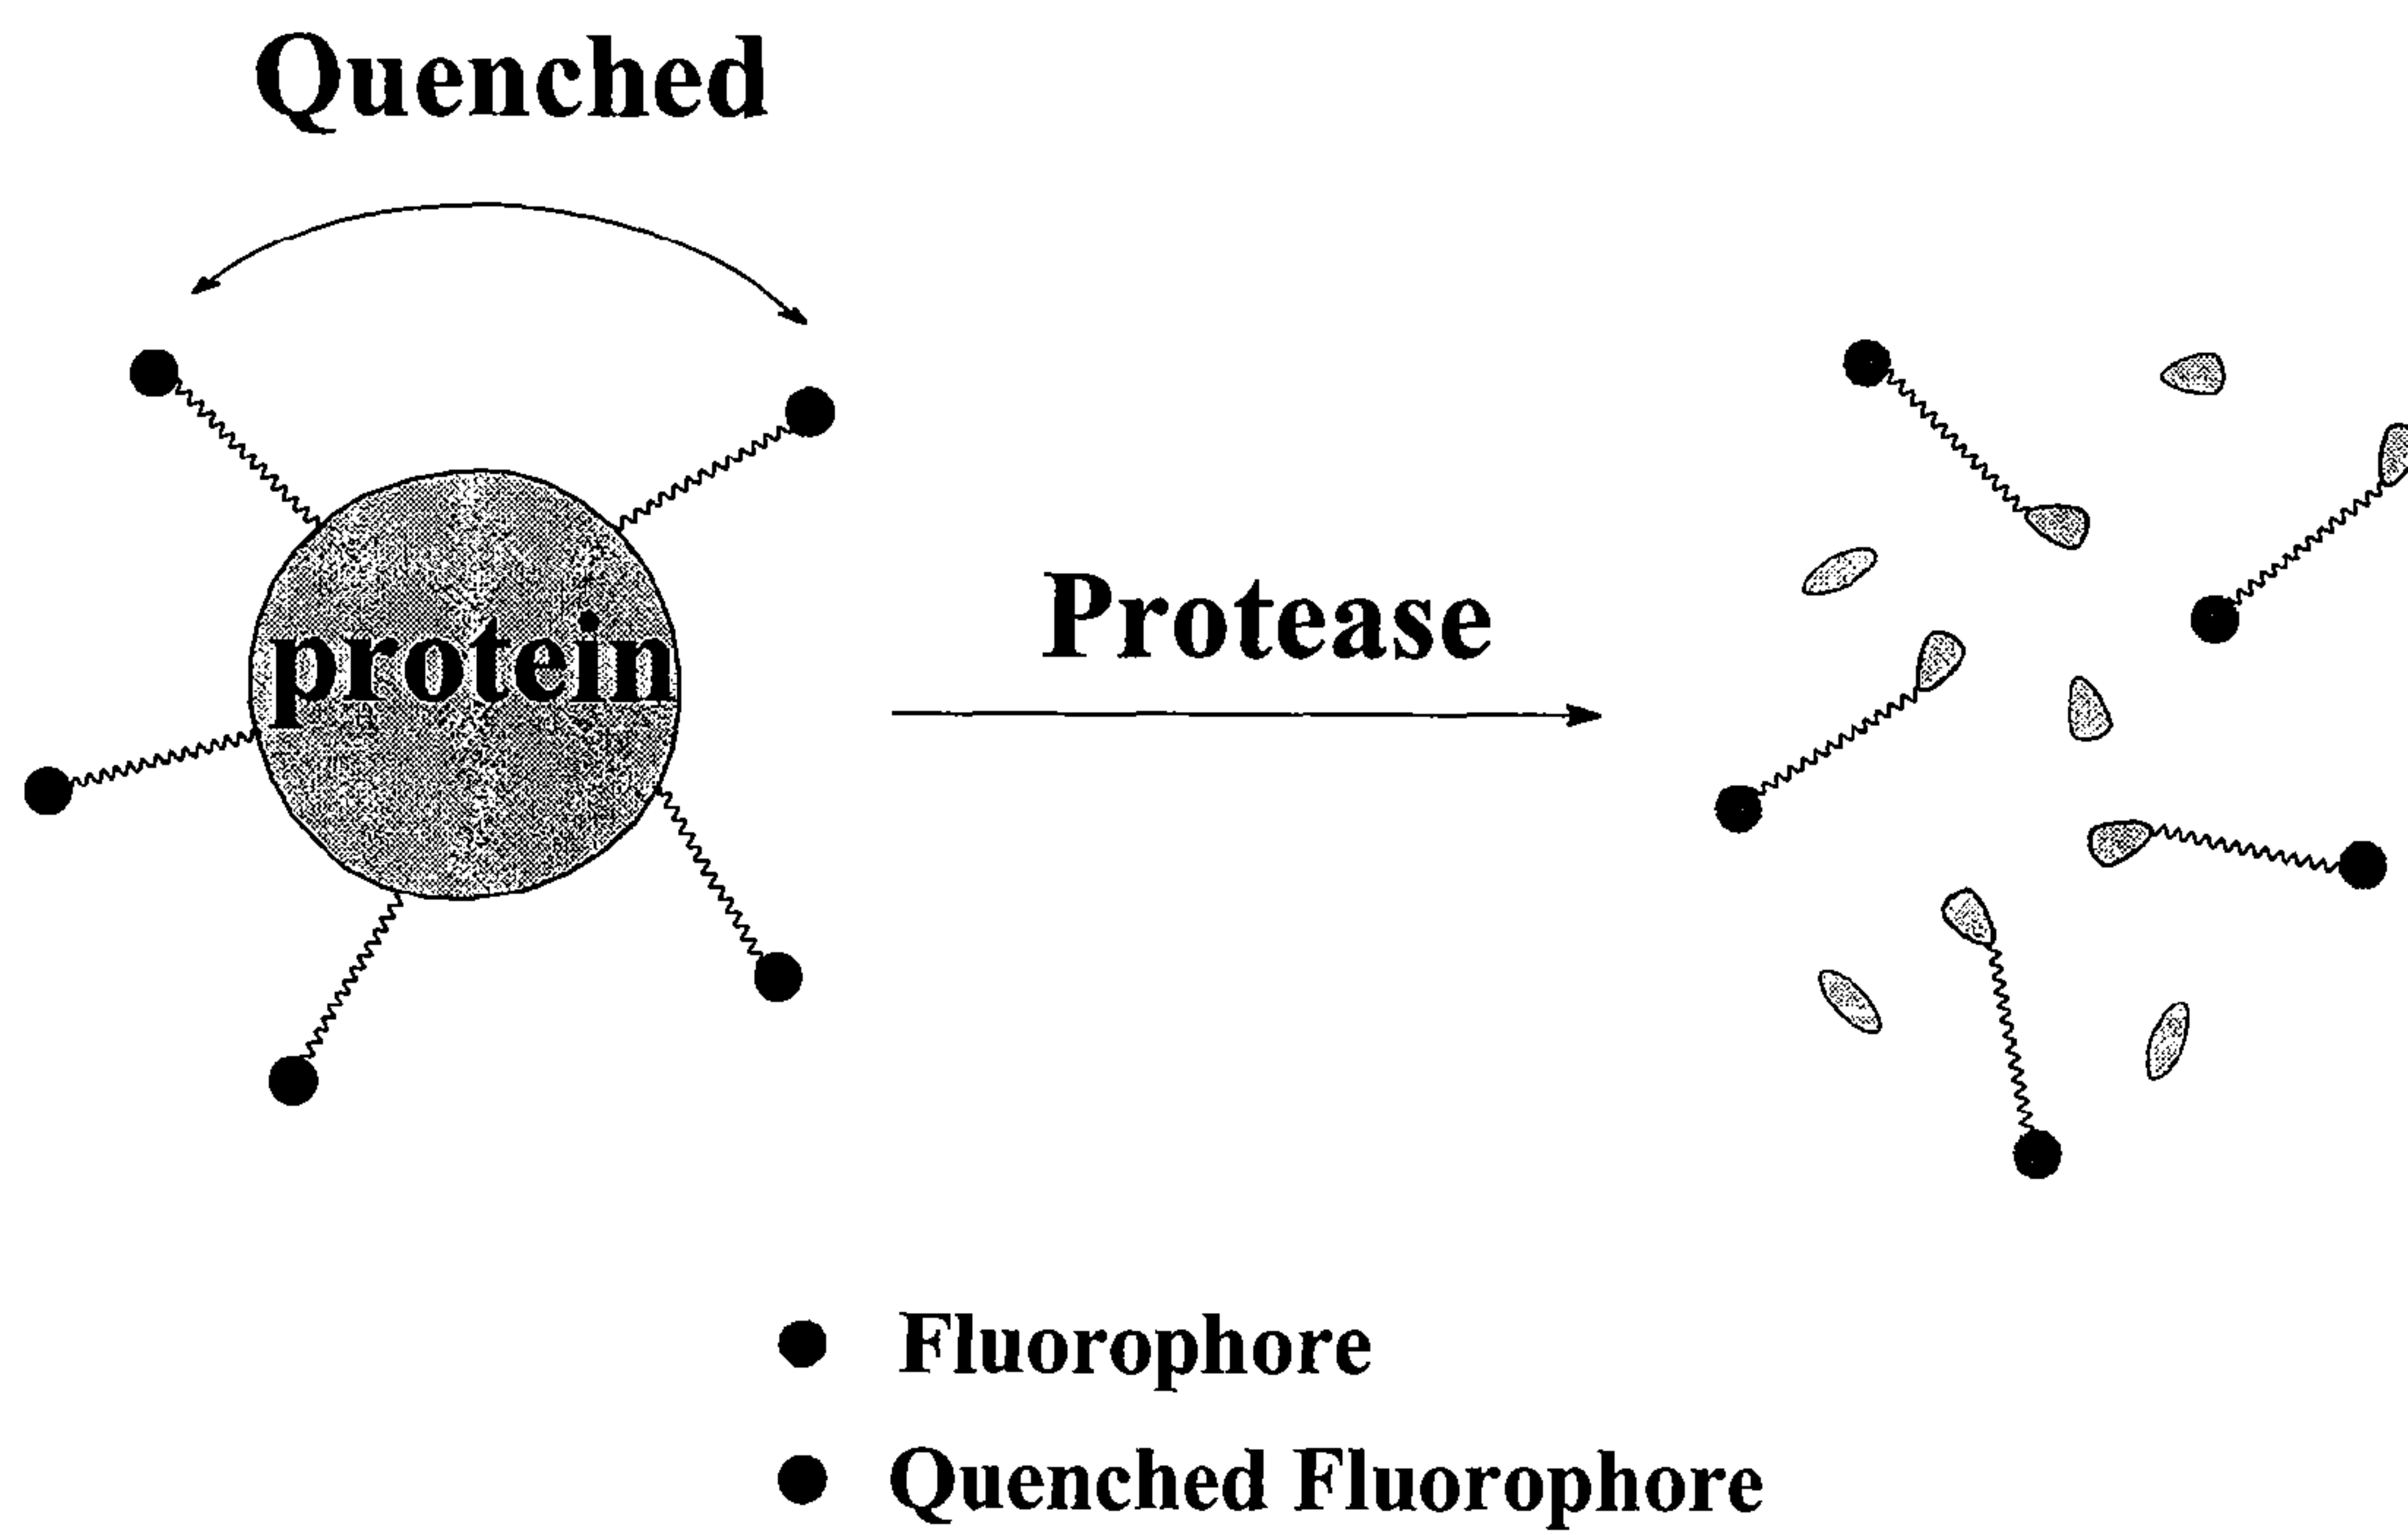 Quenched
protein
Protease
Fluorophore
Quenched Fluorophore